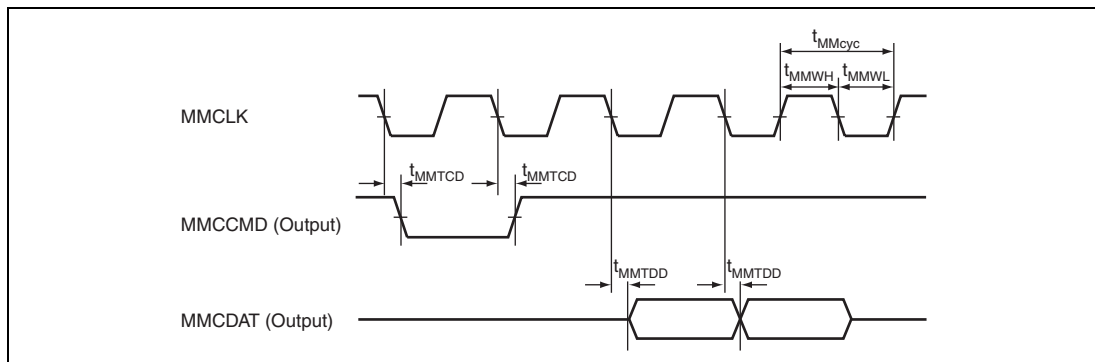 tMMcyc
tMMWH tMMWL
MMCLK
tMMTCD tMMTCD
MMCCMD (Output)
tMMTDD tMMTDD
MMCDAT (Output)